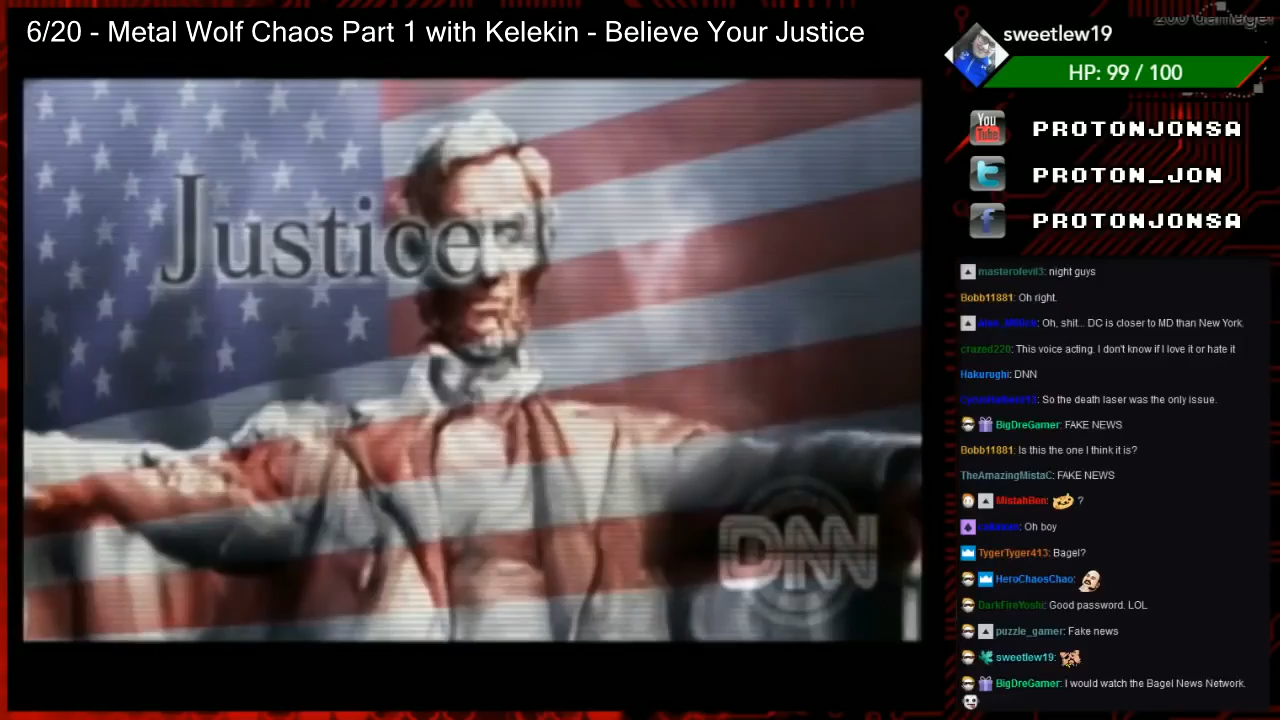 6/20 - Metal Wolf Chaos Part 1 with Kelekin - Believe Your Justice
sweetlew19
HP: 99 / 100
You
Tube
PROTONJONSA
PROTON_JON
PROTONJONSA
Justice
DNN
masterofevil3: night guys
Bobb11881: Oh right.
Oh, shit... DC is closer to MD than New York.
crazed220: This voice acting. I don't know if I love it or hate it
Hakurughi: DNN
So the death laser was the only issue.
BigDreGamer: FAKE NEWS
Bobb11881: Is this the one I think it is?
TheAmazingMistaC: FAKE NEWS
MistahBen: ?
Oh boy
TygerTyger413: Bagel?
HeroChaosChao:
DarkFireYoshi: Good password. LOL
puzzle_gamer: Fake news
sweetlew19:
BigDreGamer: I would watch the Bagel News Network.